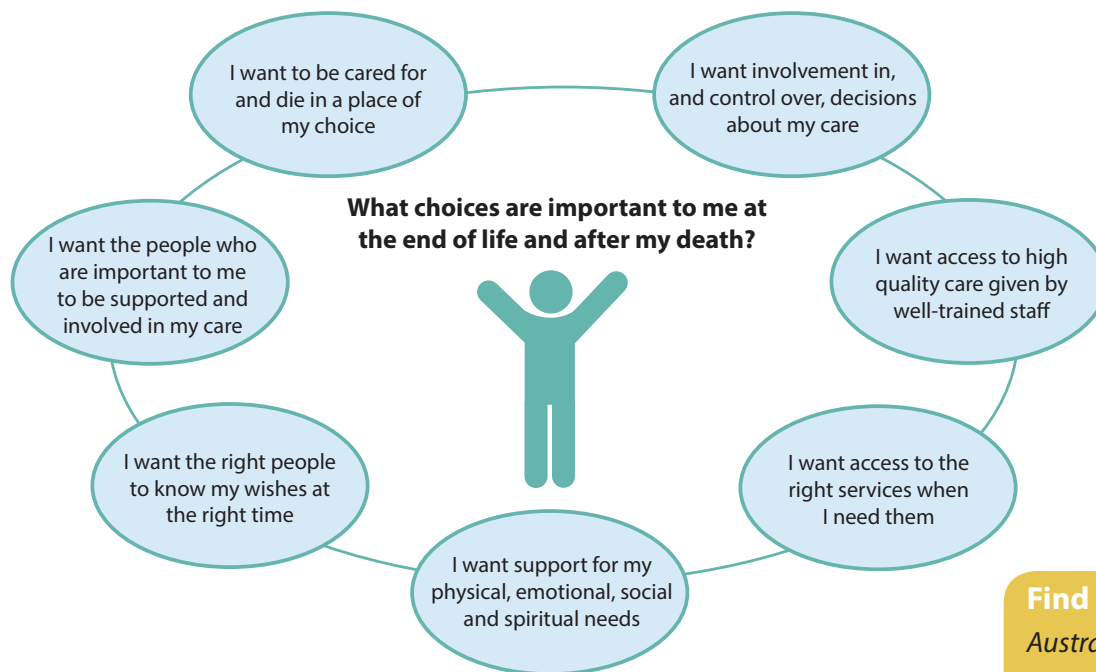 I want to be cared for
and die in a place of
my choice
I want involvement in,
and control over, decisions
about my care
What choices are important to me at
the end of life and after my death?
I want the people who
are important to me
to be supported and
involved in my care
I want access to high
quality care given by
well-trained staff
I want the right people
to know my wishes at
the right time
I want access to the
right services when
I need them
I want support for my
physical, emotional, social
and spiritual needs
Find